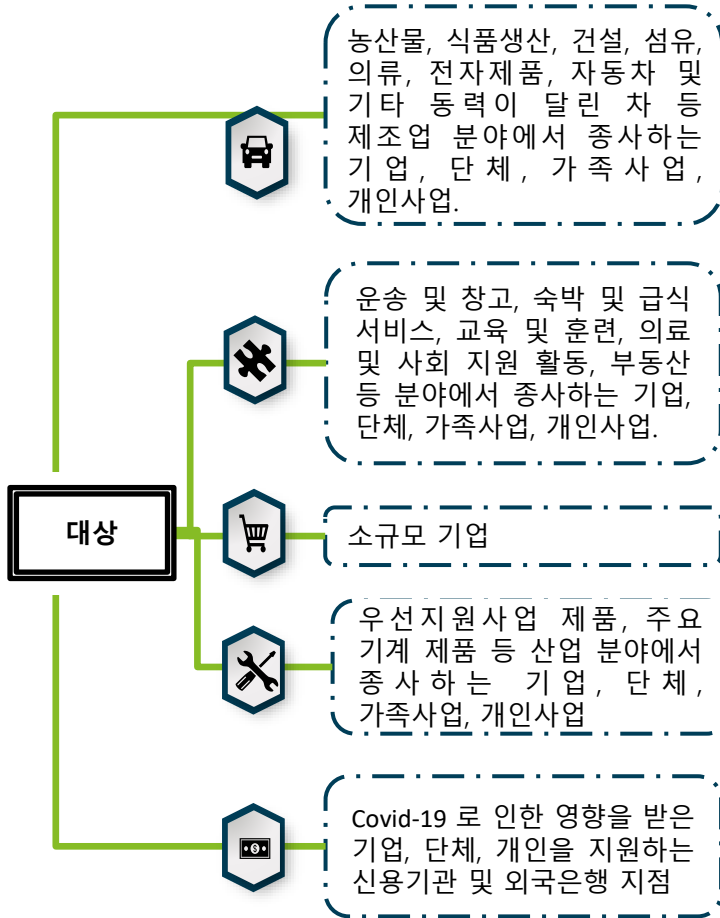 농산물, 식품생산, 건설, 섬유,
의류, 전자제품, 자동차 및
기타 동력이 달린 차 등
제조업 분야에서 종사하는
기업, 단체, 가족사업,
개인사업.
운송 및 창고, 숙박 및 급식
서비스, 교육 및 훈련, 의료
및 사회 지원 활동, 부동산
등 분야에서 종사하는 기업,
단체, 가족사업, 개인사업.
대상
소규모 기업
우선지원사업 제품, 주요
기계 제품 등 산업 분야에서
종사하는 기업, 단체,
가족사업, 개인사업
Covid-19 로 인한 영향을 받은
기업, 단체, 개인을 지원하는
신용기관 및 외국은행 지점